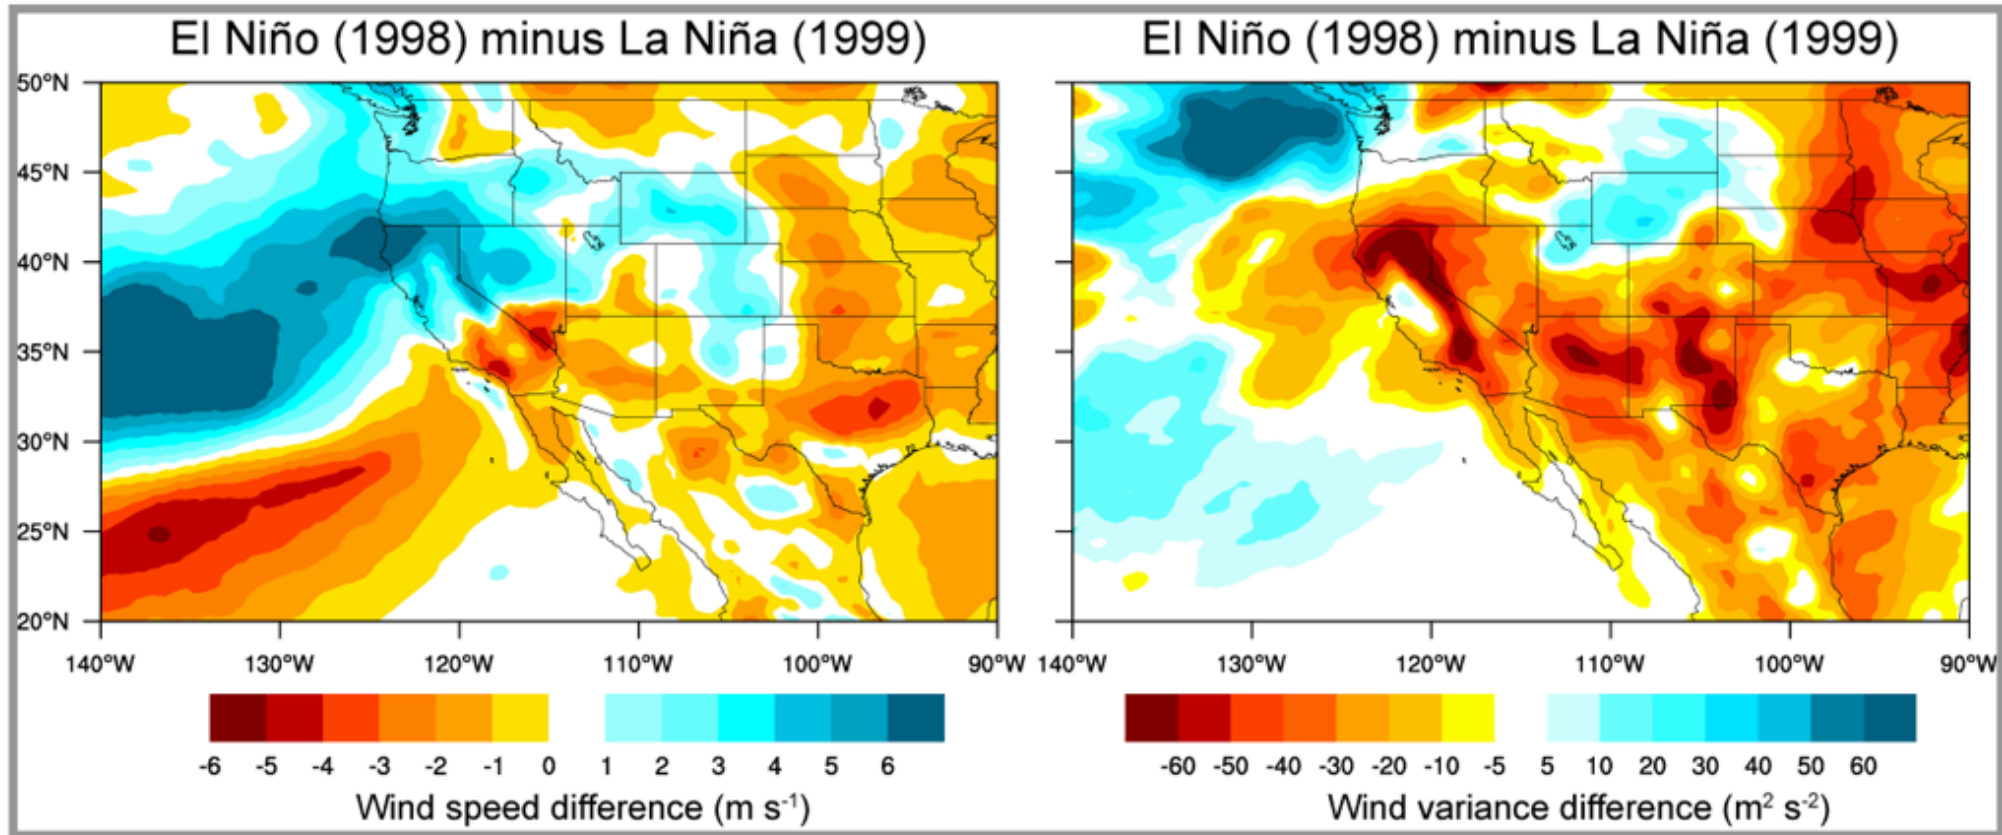 El Niño (1998) minus La Niña (1999)
El Niño (1998) minus La Niña (1999)
50°N
45°N
40°N
35°N
30°N
25°N
20°N
140°W 130°W 120°W 110°W 100°W 90°W
140°W 130°W 120°W 110°W 100°W 90°W
-6 -5 -4 -3 -2 -1 0 1 2 3 4 5 6
Wind speed difference (m s⁻¹)
-60 -50 -40 -30 -20 -10 -5 5 10 20 30 40 50 60
Wind variance difference (m² s⁻²)